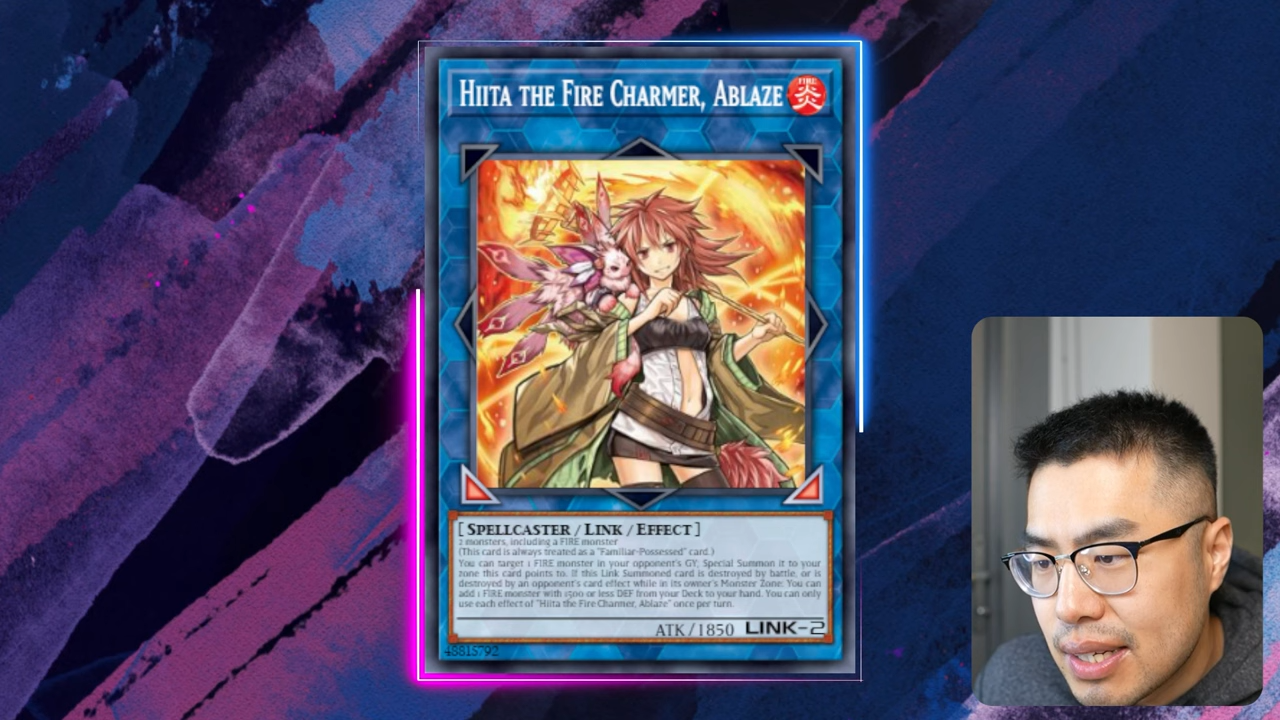 HIITA THE FIRE CHARMER, ABLAZE
FIRE
炎
[ SPELLCASTER / LINK / EFFECT ]
2 monsters, including a FIRE monster
(This card is always treated as a "Familiar-Possessed" card.)
You can target 1 FIRE monster in your opponent's GY, Special Summon it to your
zone this card points to. If this Link Summoned card is destroyed by battle, or is
destroyed by an opponent's card effect while in its owner's Monster Zone: You can
add 1 FIRE monster with 1500 or less DEF from your Deck to your hand. You can only
use each effect of "Hiita the Fire Charmer, Ablaze" once per turn.
ATK / 1850 LINK-2
48815792